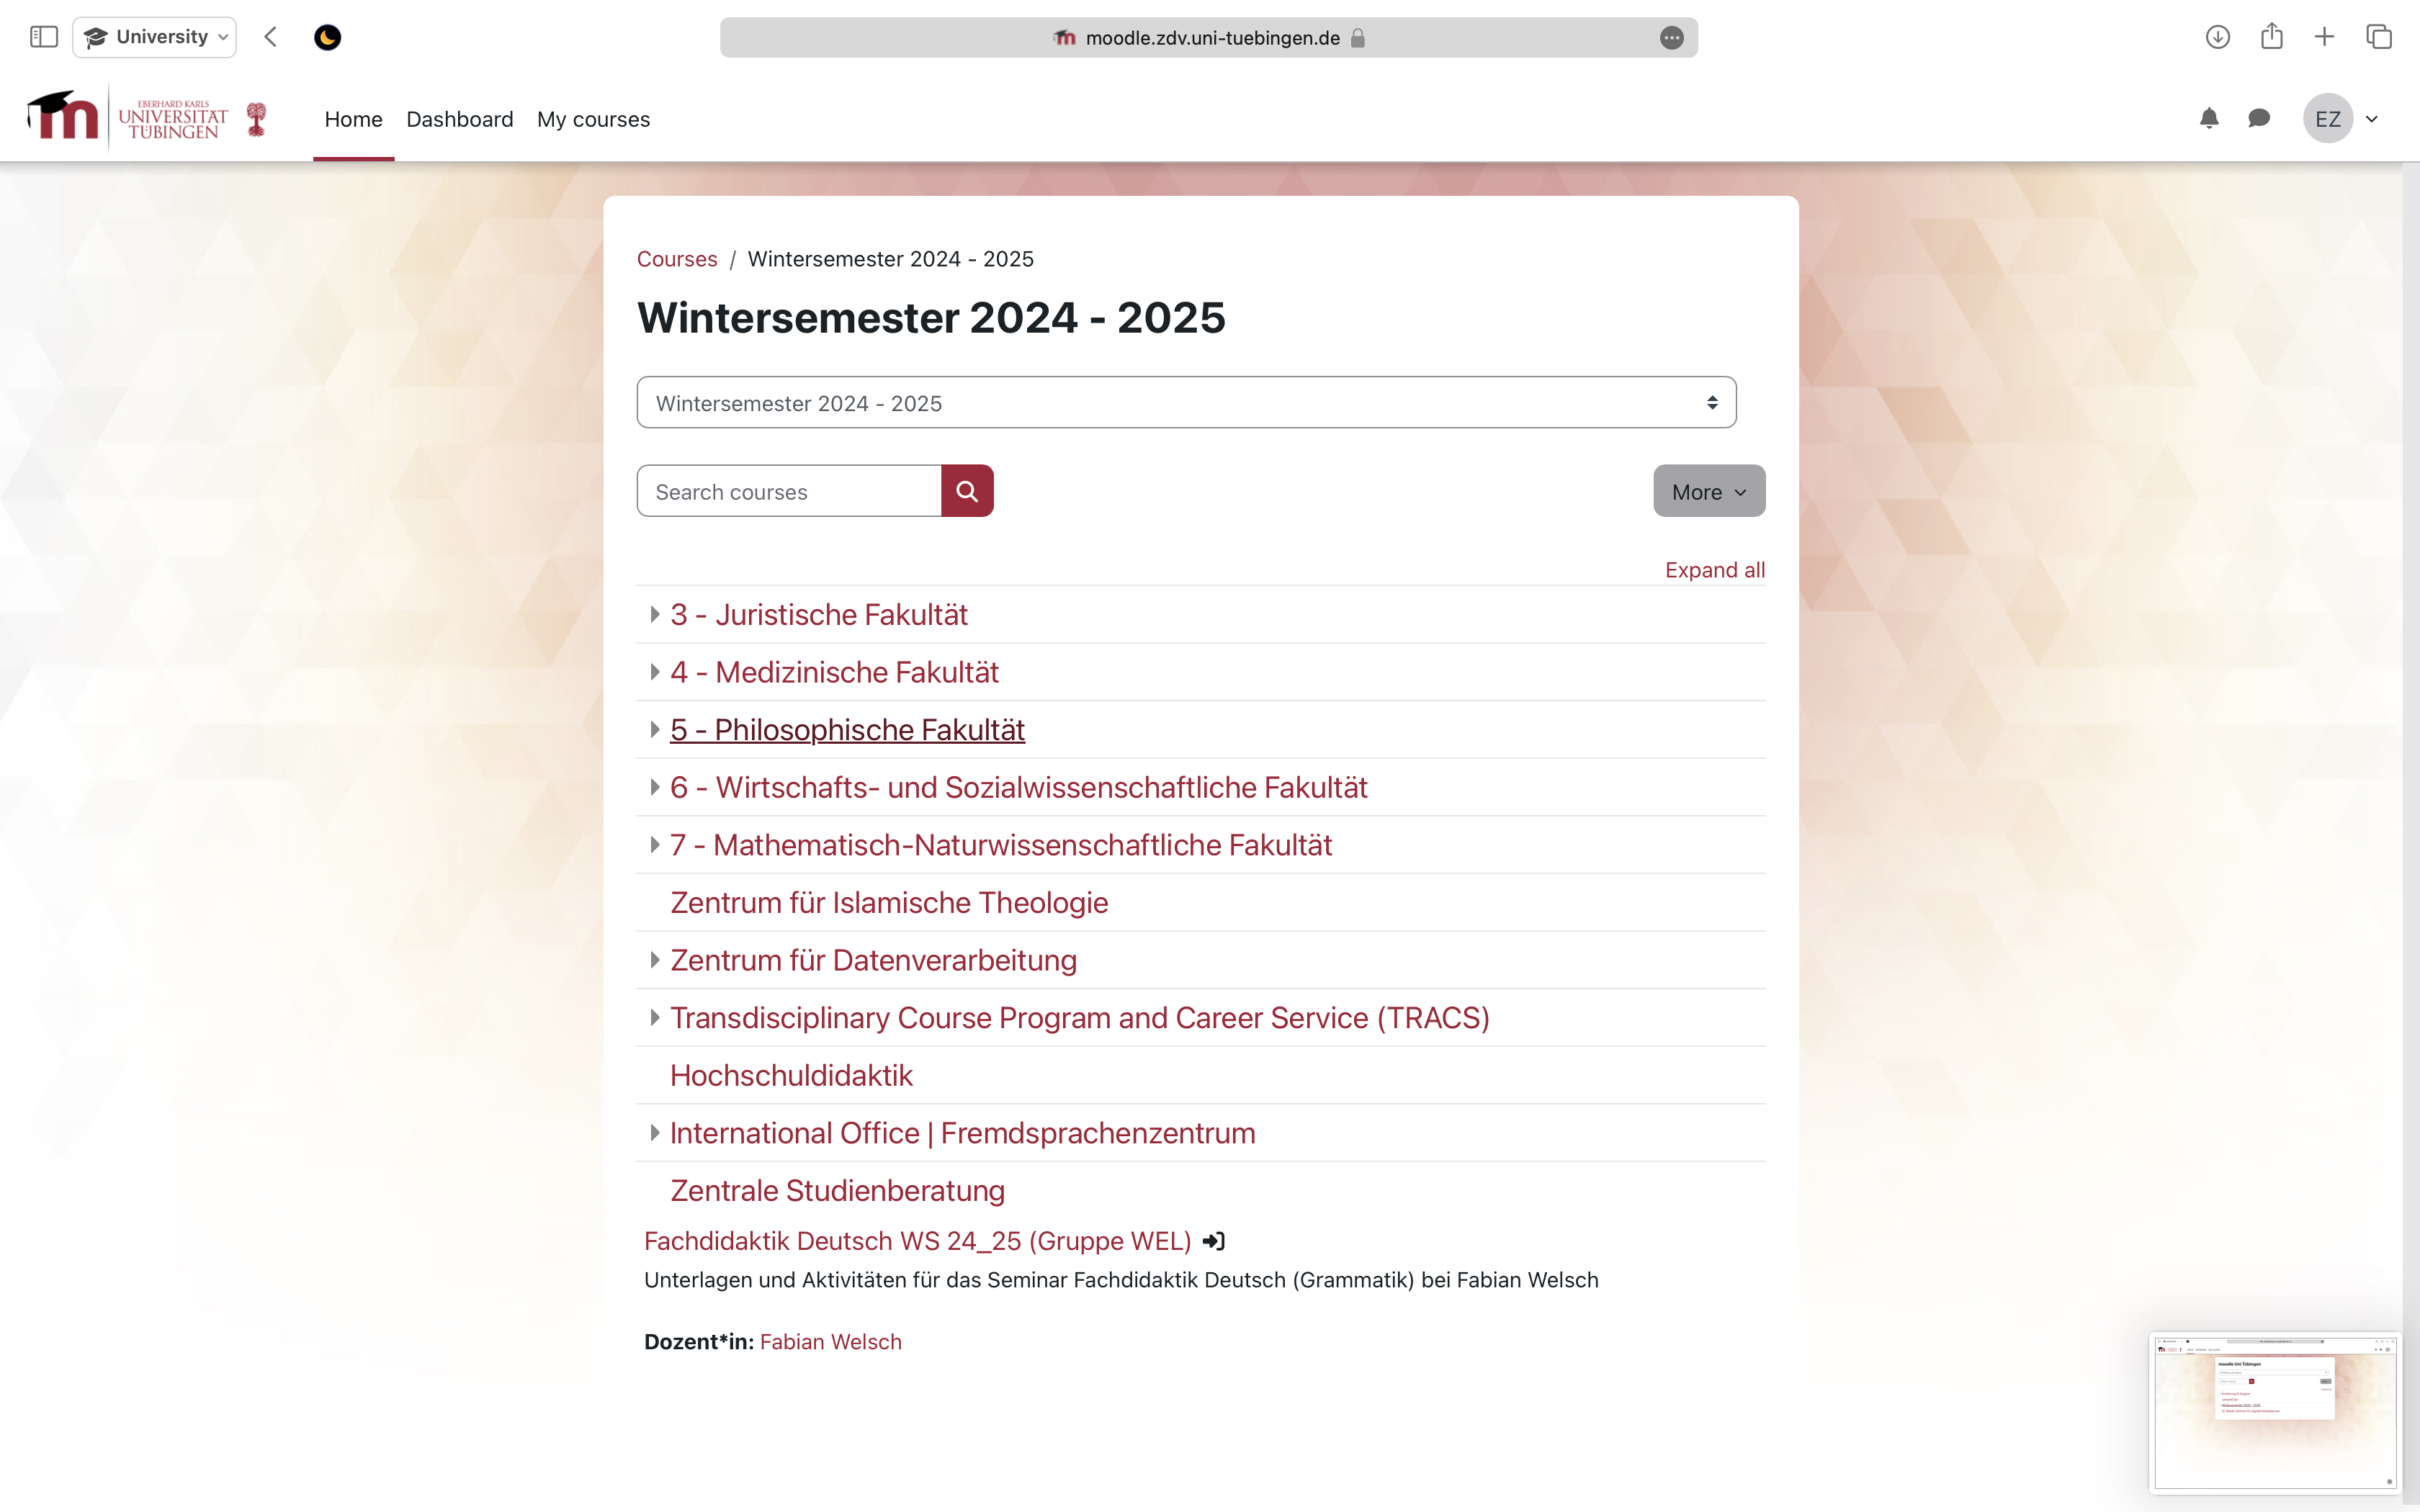 University
moodle.zdv.uni-tuebingen.de
EBERHARD KARLS
UNIVERSITÄT
TÜBINGEN
Home Dashboard My courses
EZ
Courses / Wintersemester 2024 - 2025
Wintersemester 2024 - 2025
Wintersemester 2024 - 2025
Search courses
More
Expand all
3 - Juristische Fakultät
4 - Medizinische Fakultät
5 - Philosophische Fakultät
6 - Wirtschafts- und Sozialwissenschaftliche Fakultät
7 - Mathematisch-Naturwissenschaftliche Fakultät
Zentrum für Islamische Theologie
Zentrum für Datenverarbeitung
Transdisciplinary Course Program and Career Service (TRACS)
Hochschuldidaktik
International Office | Fremdsprachenzentrum
Zentrale Studienberatung
Fachdidaktik Deutsch WS 24_25 (Gruppe WEL)
Unterlagen und Aktivitäten für das Seminar Fachdidaktik Deutsch (Grammatik) bei Fabian Welsch
Dozent*in: Fabian Welsch
moodle Uni Tübingen